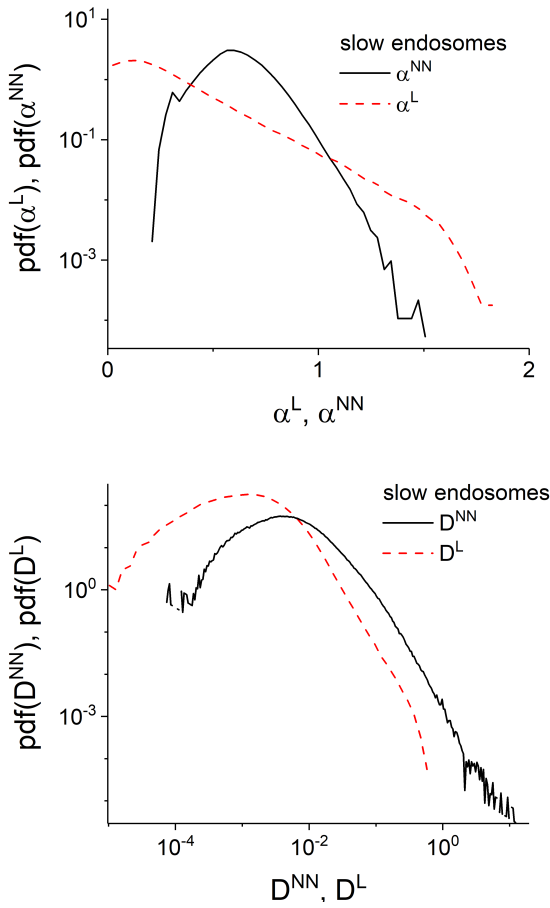 slow endosomes
α^NN
α^L
pdf(α^L), pdf(α^NN)
10^1
10^-1
10^-3
0 1 2
α^L, α^NN
slow endosomes
D^NN
D^L
pdf(D^NN), pdf(D^L)
10^0
10^-3
10^-4 10^-2 10^0
D^NN, D^L